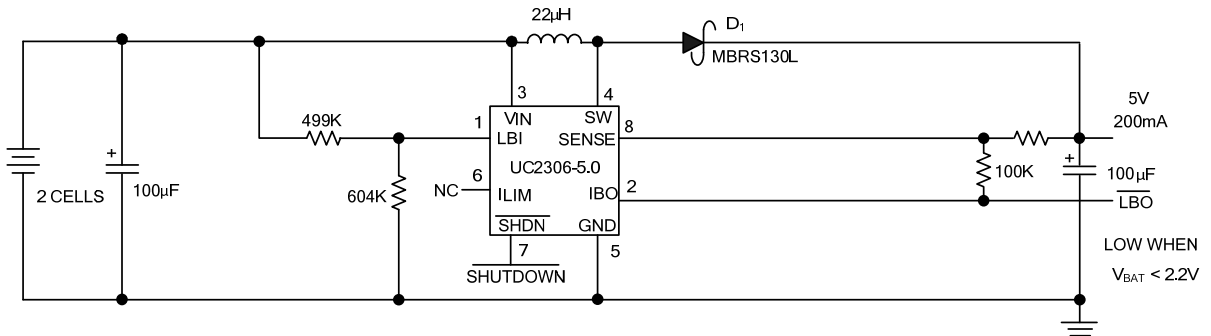 22µH
D₁
MBRS130L
3
4
5V
200mA
499K
1
VIN
SW
8
LBI
SENSE
UC2306-5.0
2 CELLS
100µF
604K
NC
6
ILIM
IBO
2
100K
100µF
LBO
SHDN
GND
7
5
SHUTDOWN
LOW WHEN
VBAT < 2.2V
+
+